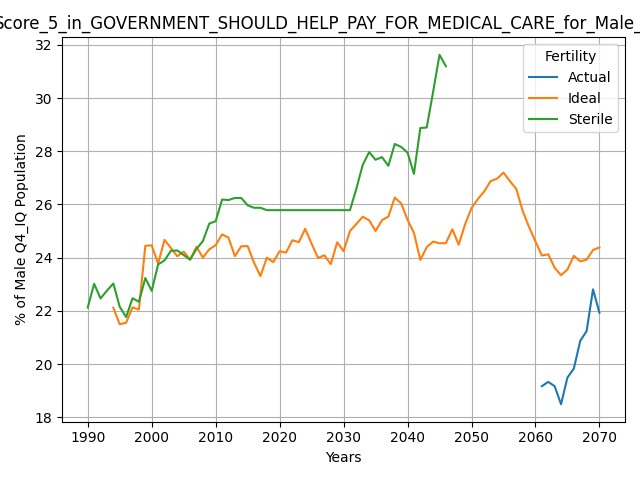 Score_5_in_GOVERNMENT_SHOULD_HELP_PAY_FOR_MEDICAL_CARE_for_Male_
32
30
28
26
24
22
20
18
% of Male Q4_IQ Population
Fertility
Actual
Ideal
Sterile
1990 2000 2010 2020 2030 2040 2050 2060 2070
Years